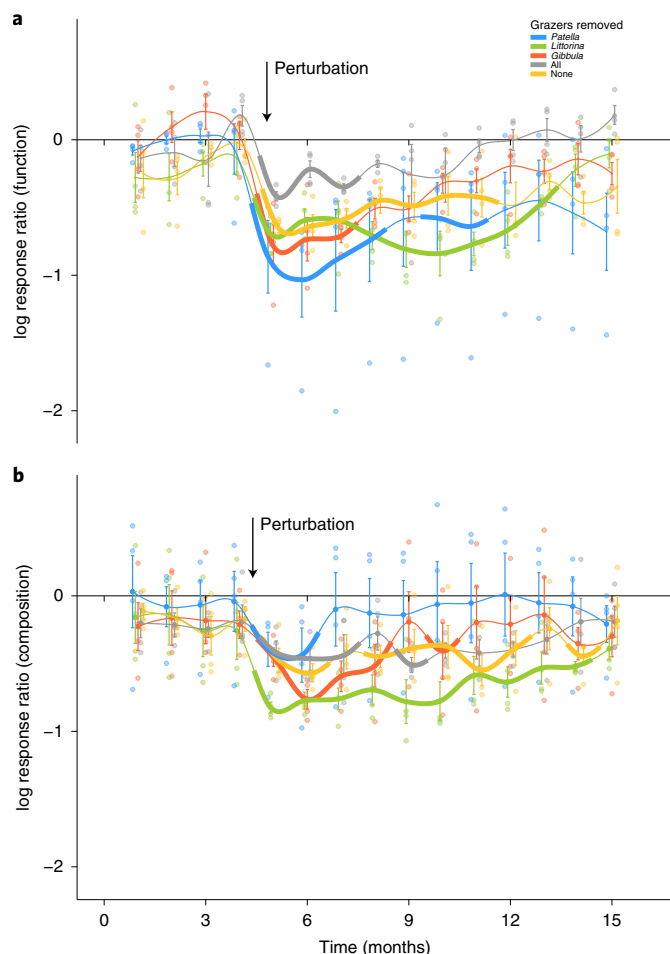 a
Grazers removed
Patella
Littorina
Gibbula
All
None
Perturbation
0
−1
−2
log response ratio (function)
b
Perturbation
0
−1
−2
log response ratio (composition)
0 3 6 9 12 15
Time (months)